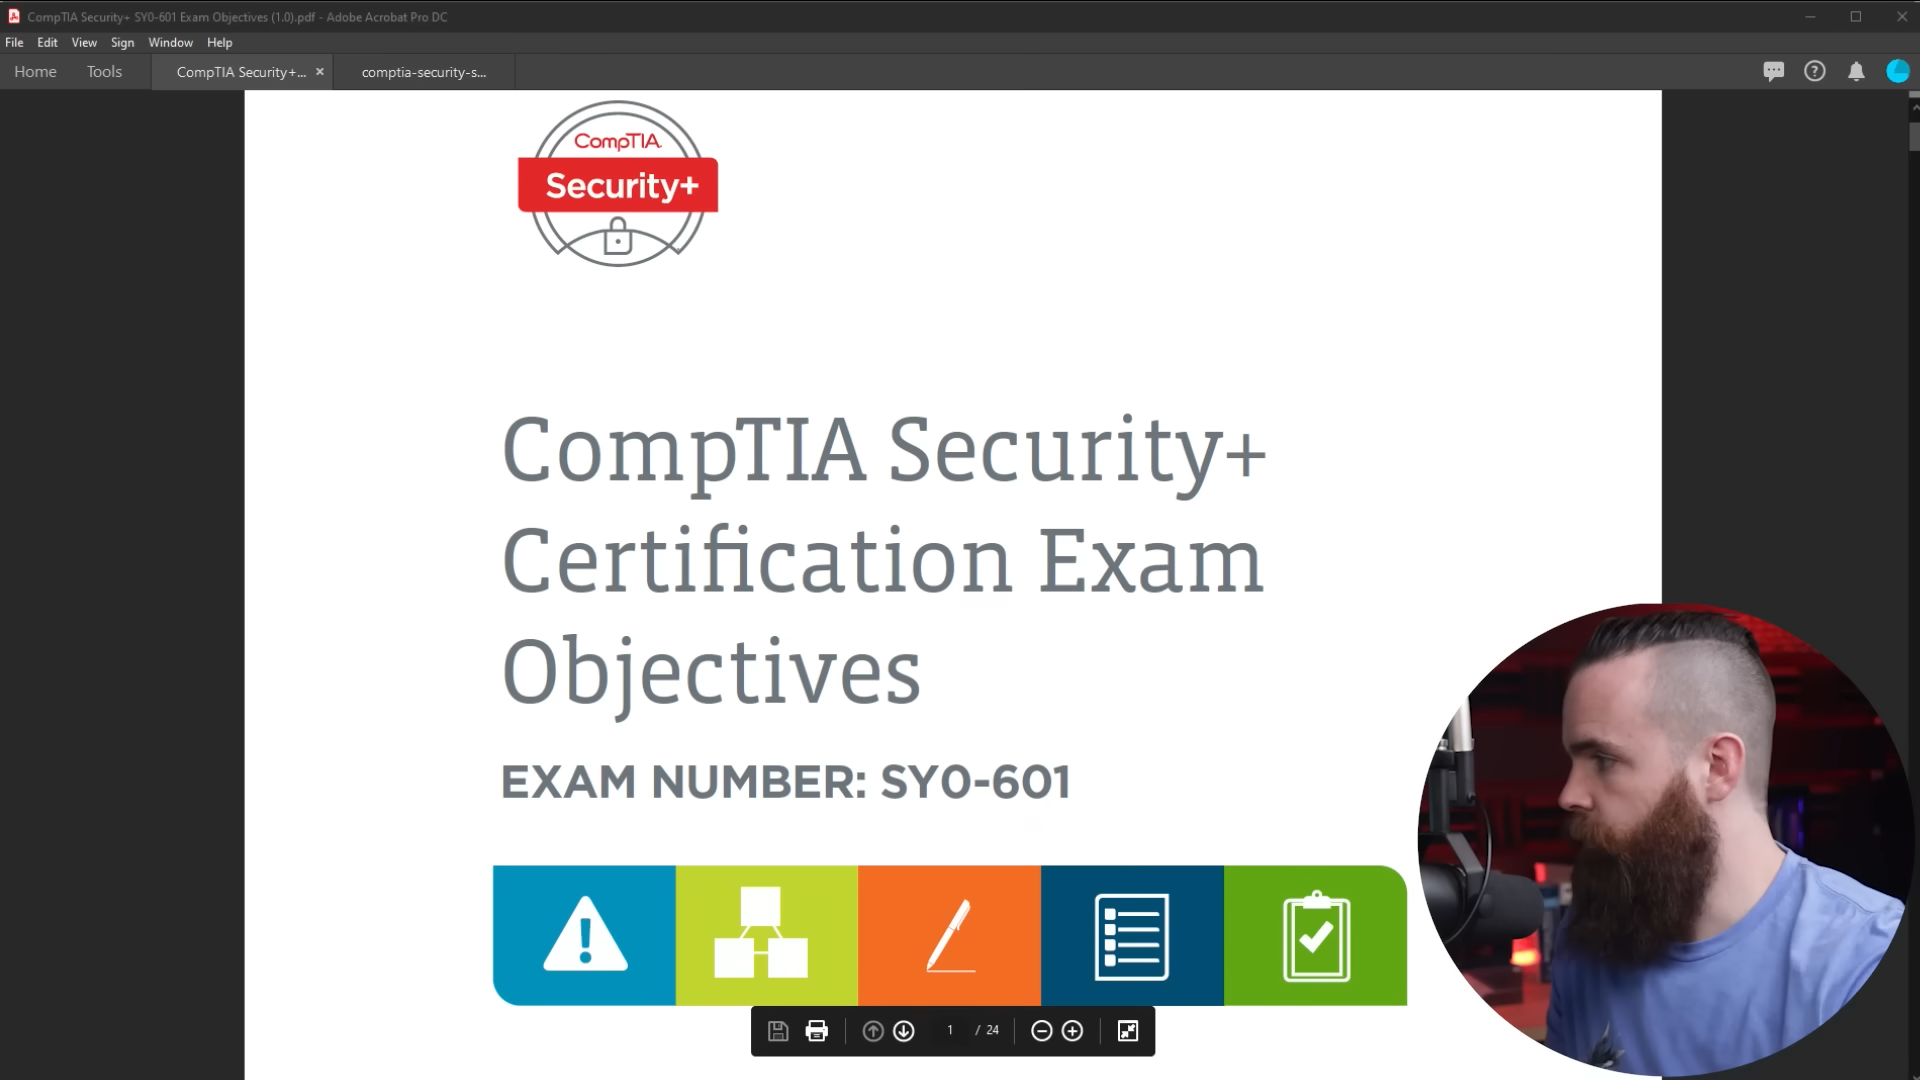 CompTIA Security+ SY0-601 Exam Objectives (1.0).pdf - Adobe Acrobat Pro DC
File Edit View Sign Window Help
Home Tools CompTIA Security+... × comptia-security-s...
CompTIA
Security+
CompTIA Security+
Certification Exam
Objectives
EXAM NUMBER: SY0-601
1 / 24